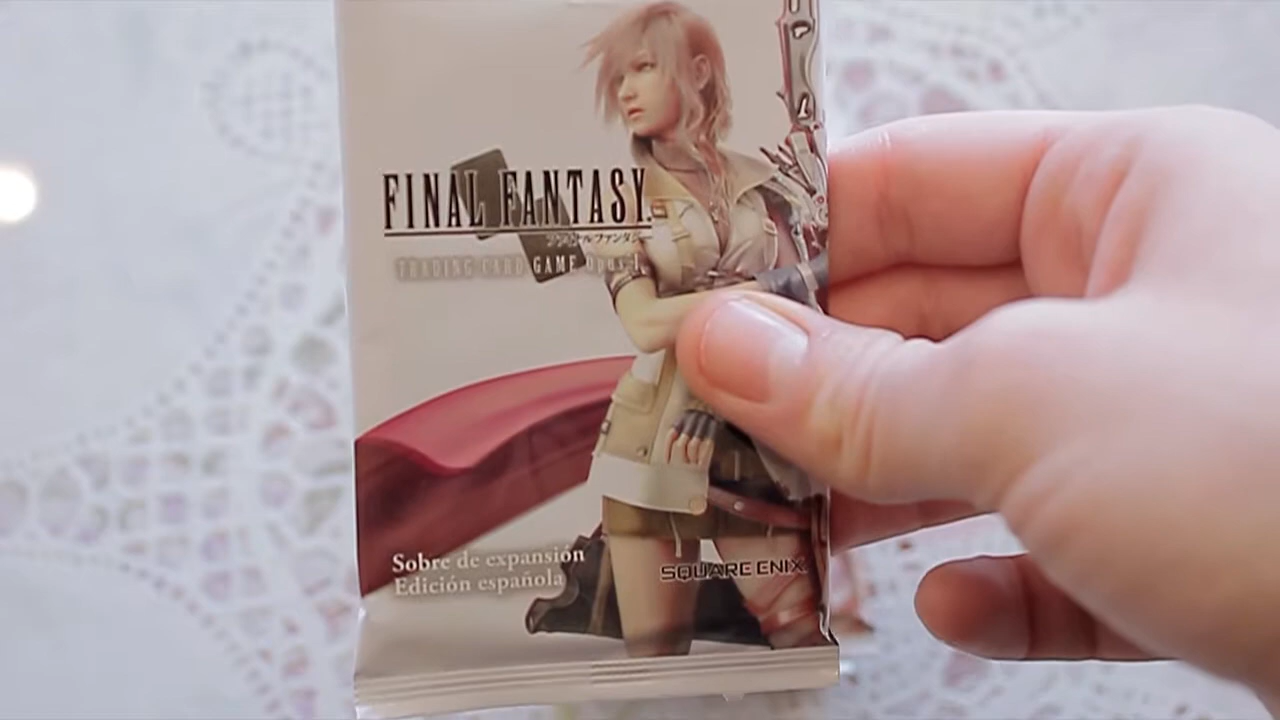 FINAL FANTASY®
ファイナルファンタジー
TRADING CARD GAME Opus I
Sobre de expansión
Edición española
SQUARE ENIX